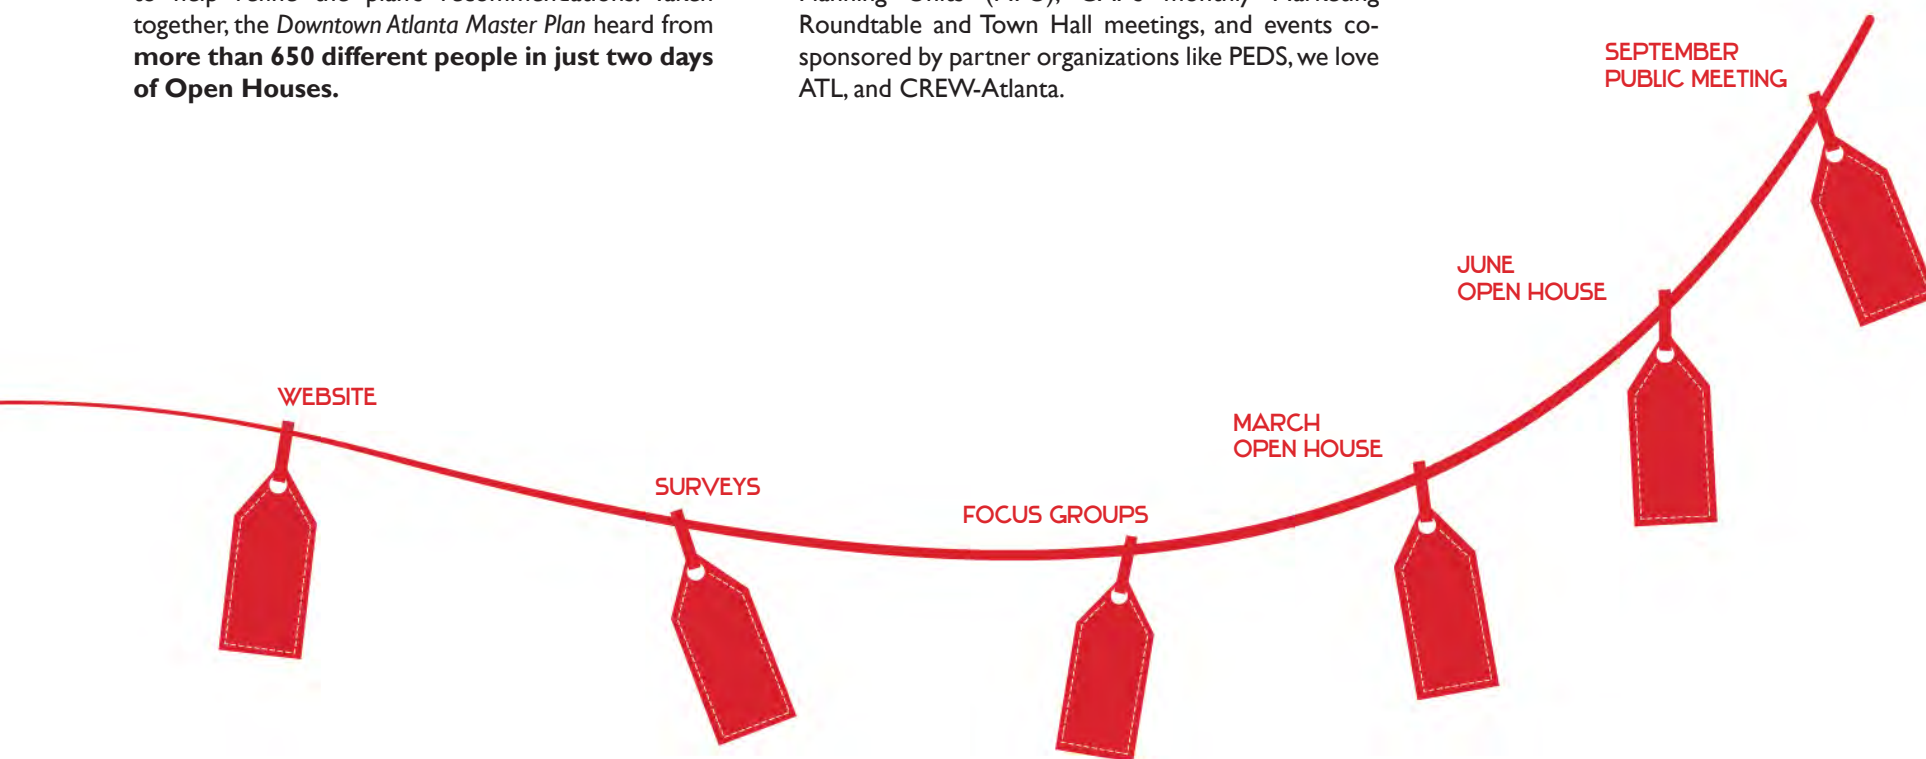 together, the Downtown Atlanta Master Plan heard from
more than 650 different people in just two days
of Open Houses.
Roundtable and Town Hall meetings, and events co-
sponsored by partner organizations like PEDS, we love
ATL, and CREW-Atlanta.
SEPTEMBER
PUBLIC MEETING
JUNE
OPEN HOUSE
WEBSITE
MARCH
OPEN HOUSE
SURVEYS
FOCUS GROUPS